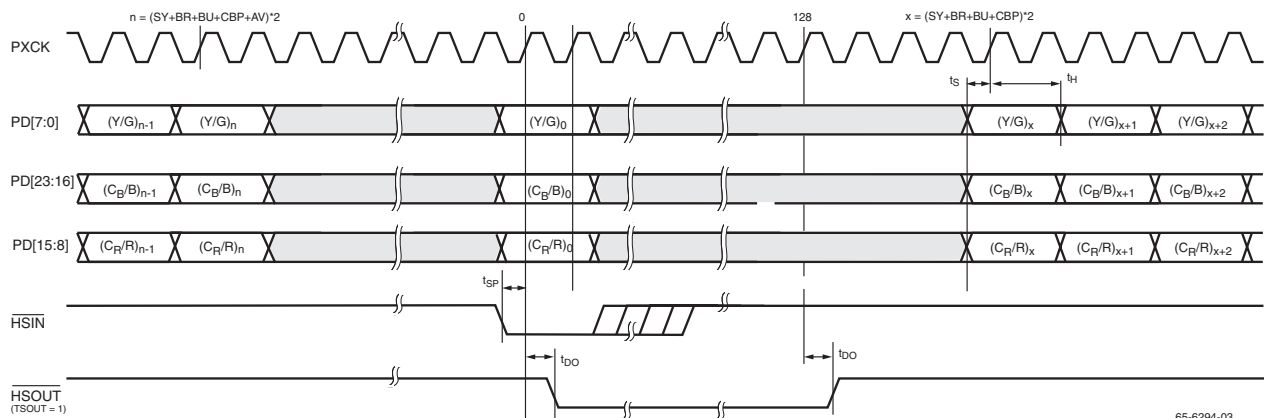 n = (SY+BR+BU+CBP+AV)*2 0 128 x = (SY+BR+BU+CBP)*2
PXCK
tS tH
PD[7:0] (Y/G)n-1 (Y/G)n (Y/G)0 (Y/G)x (Y/G)x+1 (Y/G)x+2
PD[23:16] (CB/B)n-1 (CB/B)n (CB/B)0 (CB/B)x (CB/B)x+1 (CB/B)x+2
PD[15:8] (CR/R)n-1 (CR/R)n (CR/R)0 (CR/R)x (CR/R)x+1 (CR/R)x+2
tSP
HSIN
tDO tDO
HSOUT
(TSOUT = 1)
65-6294-03